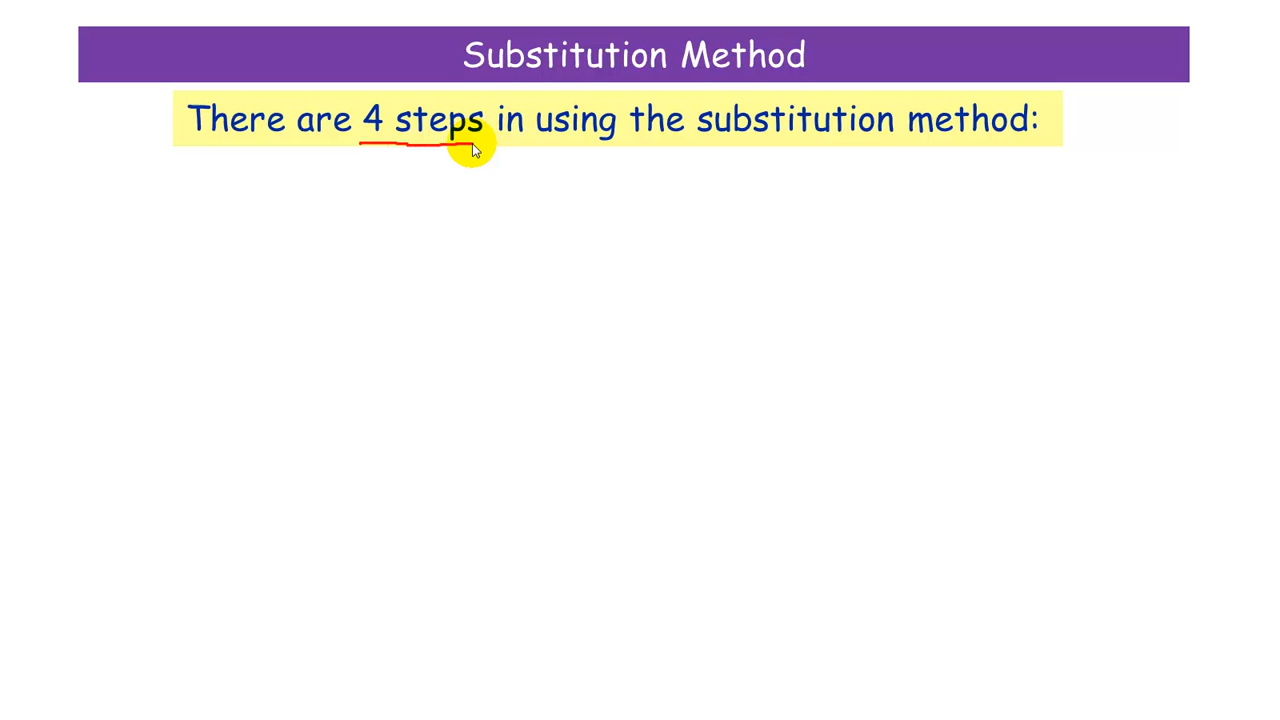 Substitution Method
There are 4 steps in using the substitution method: